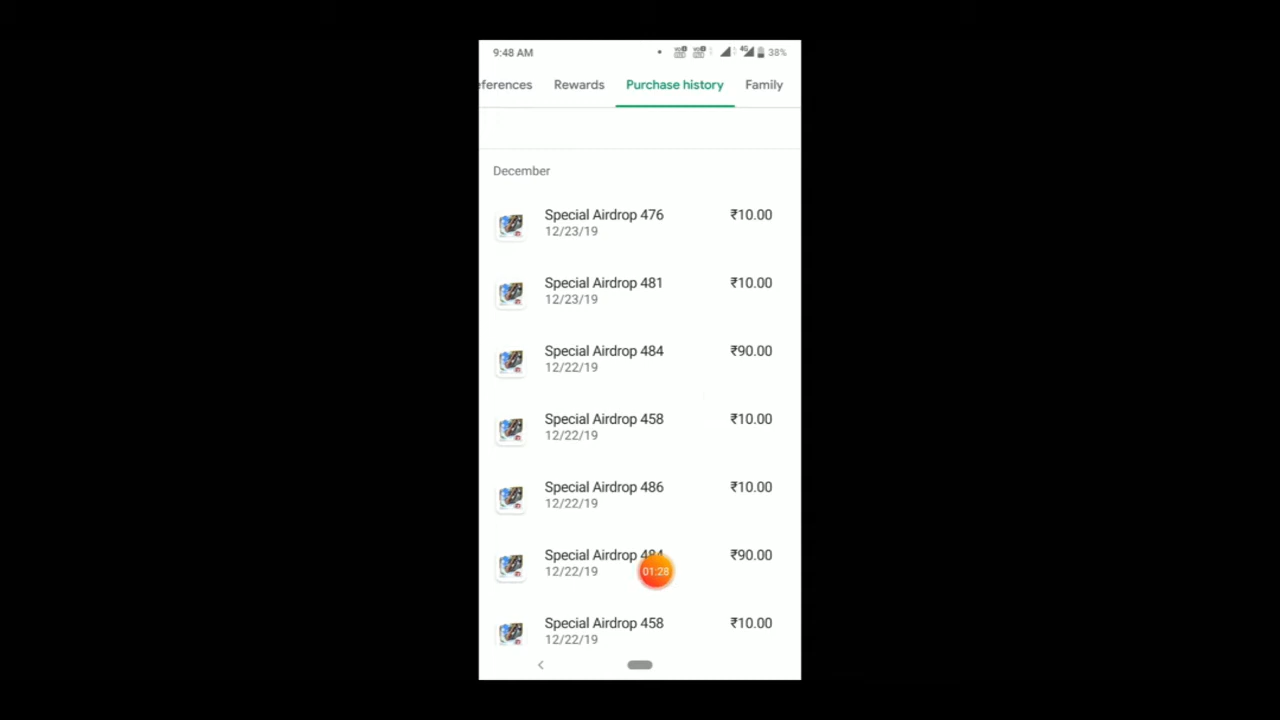 9:48 AM
38%
eferences Rewards Purchase history Family
December
Special Airdrop 476 ₹10.00
12/23/19
Special Airdrop 481 ₹10.00
12/23/19
Special Airdrop 484 ₹90.00
12/22/19
Special Airdrop 458 ₹10.00
12/22/19
Special Airdrop 486 ₹10.00
12/22/19
Special Airdrop 484 ₹90.00
12/22/19
01:28
Special Airdrop 458 ₹10.00
12/22/19